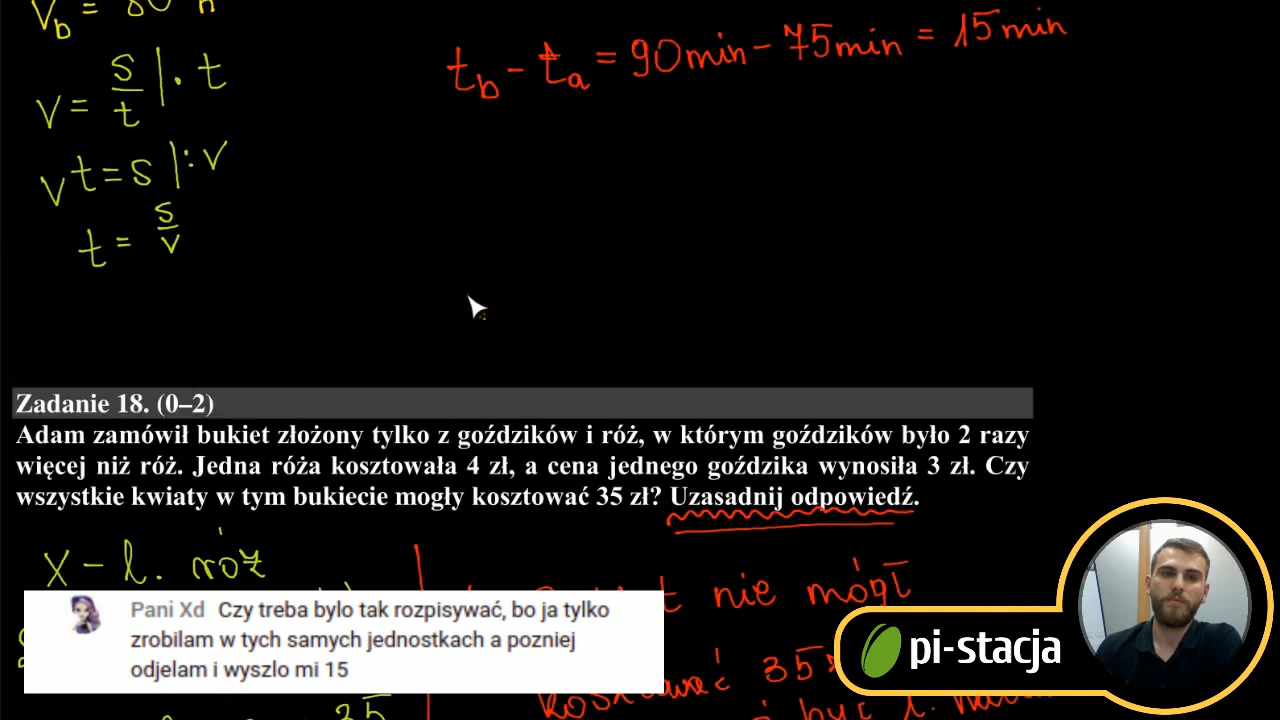 t_b - t_a = 90min - 75min = 15min
V = s/t |· t
vt = s |: v
t = s/v
Zadanie 18. (0–2)
Adam zamówił bukiet złożony tylko z goździków i róż, w którym goździków było 2 razy
więcej niż róż. Jedna róża kosztowała 4 zł, a cena jednego goździka wynosiła 3 zł. Czy
wszystkie kwiaty w tym bukiecie mogły kosztować 35 zł? Uzasadnij odpowiedź.
x - l. róż
nie mógł
Pani Xd Czy treba bylo tak rozpisywać, bo ja tylko
zrobilam w tych samych jednostkach a pozniej
odjelam i wyszlo mi 15
35
pi-stacja
być l.
35